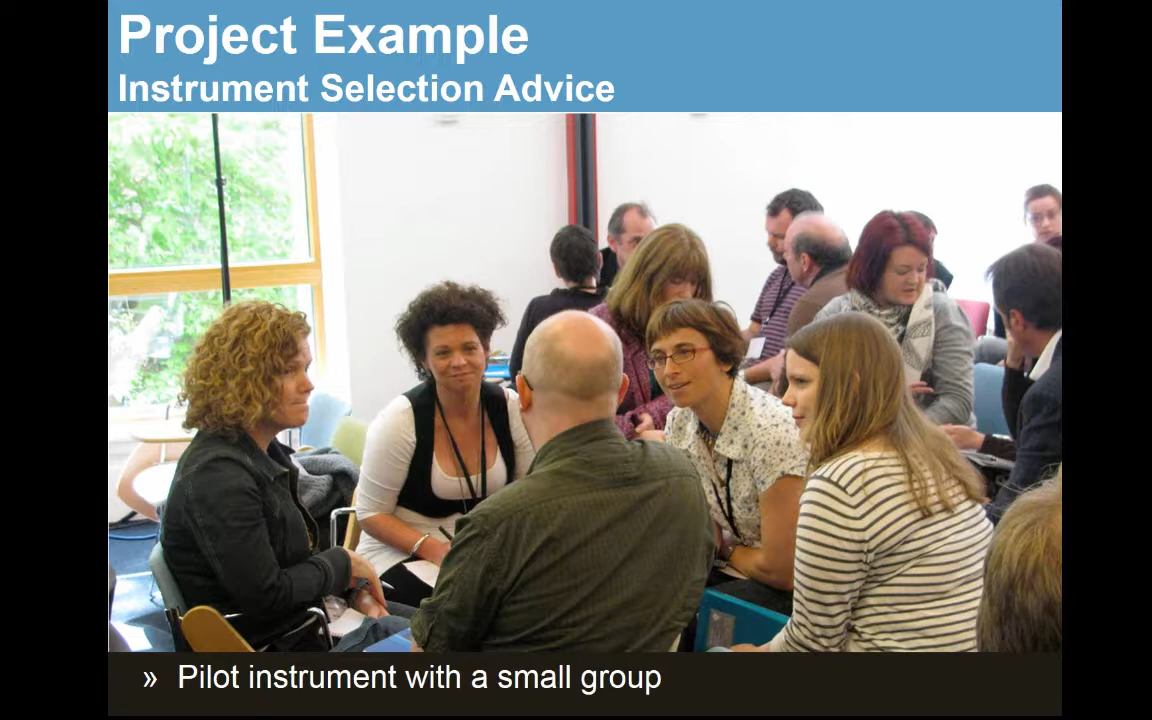 Project Example
Instrument Selection Advice
» Pilot instrument with a small group